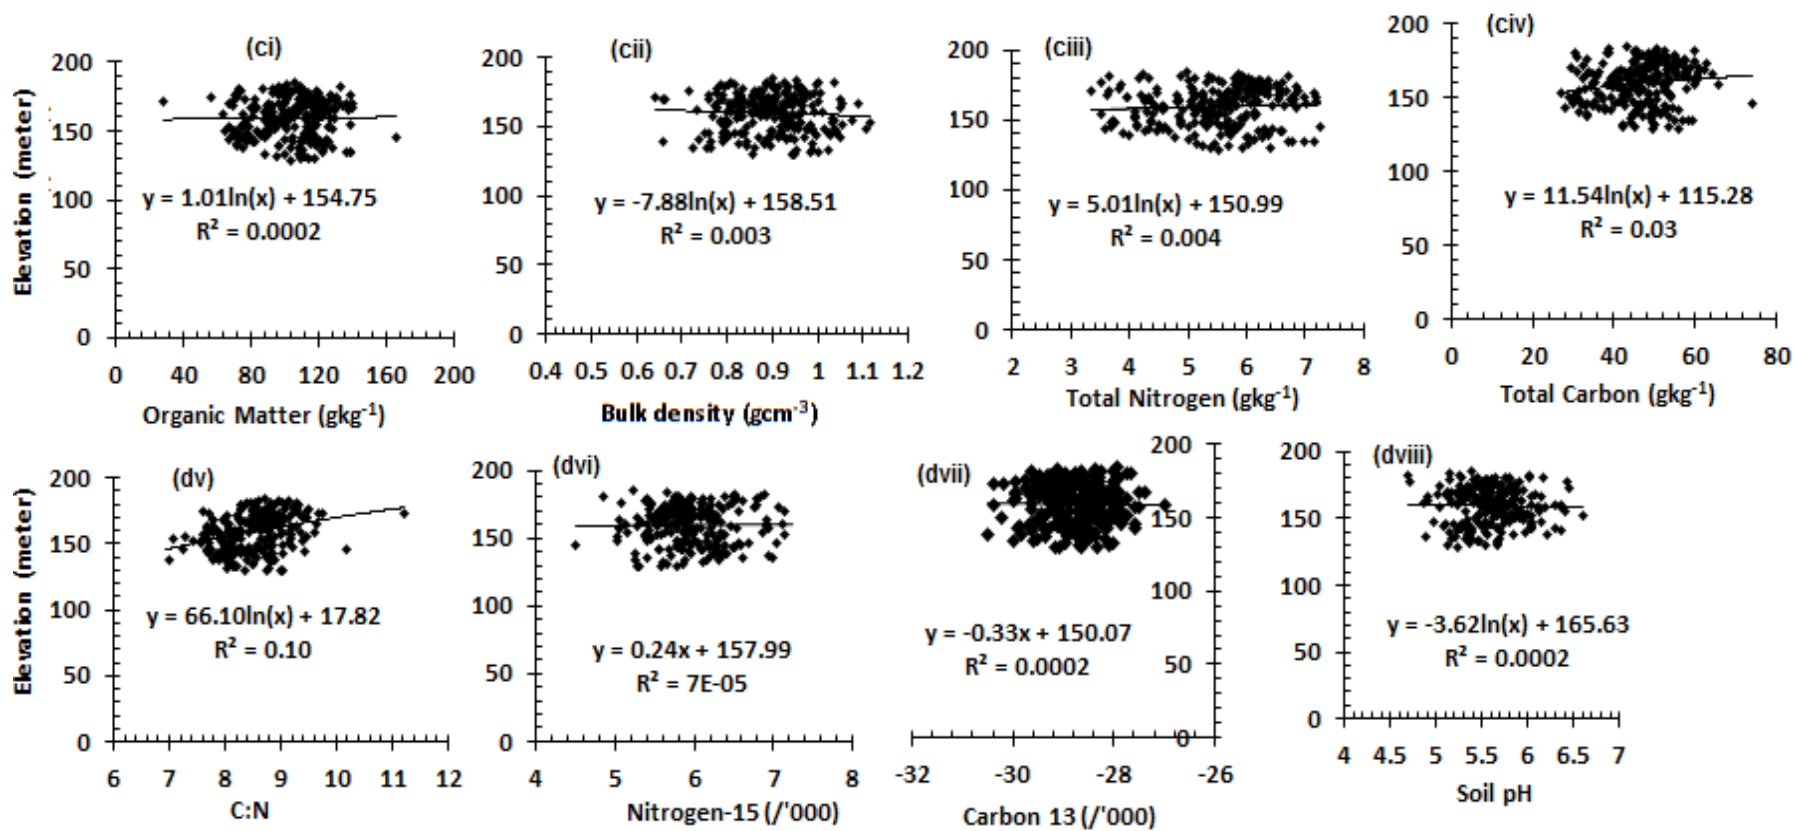 (ci)
200
150
100
50
0
Elevation (meter)
y = 1.01ln(x) + 154.75
R² = 0.0002
0 40 80 120 160 200
Organic Matter (gkg⁻¹)
(cii)
200
150
100
50
0
y = -7.88ln(x) + 158.51
R² = 0.003
0.4 0.5 0.6 0.7 0.8 0.9 1 1.1 1.2
Bulk density (gcm⁻³)
(ciii)
200
150
100
50
0
y = 5.01ln(x) + 150.99
R² = 0.004
2 3 4 5 6 7 8
Total Nitrogen (gkg⁻¹)
(civ)
200
150
100
50
0
y = 11.54ln(x) + 115.28
R² = 0.03
0 20 40 60 80
Total Carbon (gkg⁻¹)
(dv)
200
150
100
50
0
Elevation (meter)
y = 66.10ln(x) + 17.82
R² = 0.10
6 7 8 9 10 11 12
C:N
(dvi)
200
150
100
50
0
y = 0.24x + 157.99
R² = 7E-05
4 5 6 7 8
Nitrogen-15 (/'000)
(dvii)
200
150
100
50
0
y = -0.33x + 150.07
R² = 0.0002
-32 -30 -28 -26
Carbon 13 (/'000)
(dviii)
200
150
100
50
0
y = -3.62ln(x) + 165.63
R² = 0.0002
4 4.5 5 5.5 6 6.5 7
Soil pH